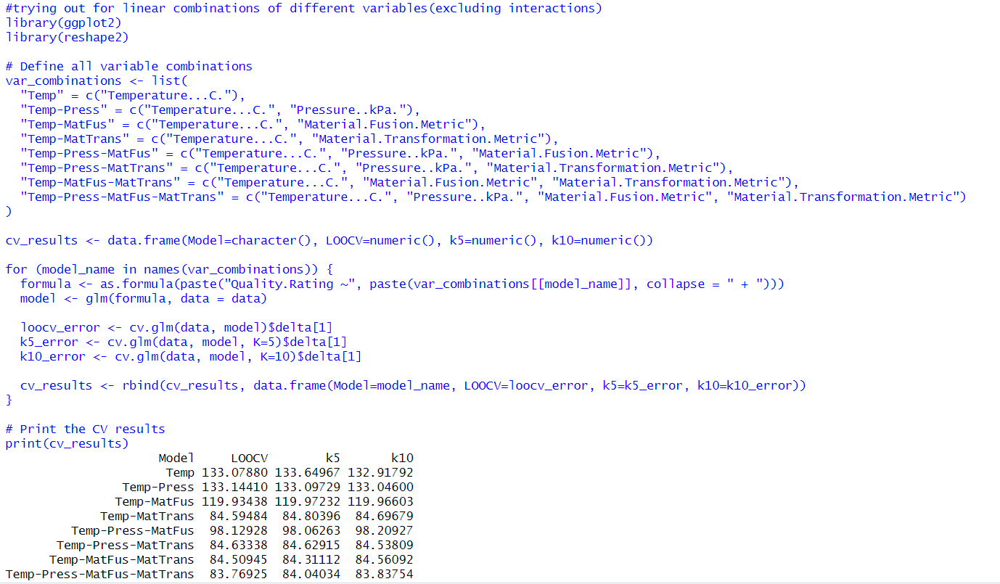 #trying out for linear combinations of different variables(excluding interactions)
library(ggplot2)
library(reshape2)
# Define all variable combinations
var_combinations <- list(
  "Temp" = c("Temperature...C."),
  "Temp-Press" = c("Temperature...C.", "Pressure..kPa."),
  "Temp-MatFus" = c("Temperature...C.", "Material.Fusion.Metric"),
  "Temp-MatTrans" = c("Temperature...C.", "Material.Transformation.Metric"),
  "Temp-Press-MatFus" = c("Temperature...C.", "Pressure..kPa.", "Material.Fusion.Metric"),
  "Temp-Press-MatTrans" = c("Temperature...C.", "Pressure..kPa.", "Material.Transformation.Metric"),
  "Temp-MatFus-MatTrans" = c("Temperature...C.", "Material.Fusion.Metric", "Material.Transformation.Metric"),
  "Temp-Press-MatFus-MatTrans" = c("Temperature...C.", "Pressure..kPa.", "Material.Fusion.Metric", "Material.Transformation.Metric")
)
cv_results <- data.frame(Model=character(), LOOCV=numeric(), k5=numeric(), k10=numeric())
for (model_name in names(var_combinations)) {
  formula <- as.formula(paste("Quality.Rating ~", paste(var_combinations[[model_name]], collapse = " + ")))
  model <- glm(formula, data = data)
  loocv_error <- cv.glm(data, model)$delta[1]
  k5_error <- cv.glm(data, model, K=5)$delta[1]
  k10_error <- cv.glm(data, model, K=10)$delta[1]
  cv_results <- rbind(cv_results, data.frame(Model=model_name, LOOCV=loocv_error, k5=k5_error, k10=k10_error))
}
# Print the CV results
print(cv_results)
                     Model     LOOCV        k5       k10
                      Temp 133.07880 133.64967 132.91792
                Temp-Press 133.14410 133.09729 133.04600
               Temp-MatFus 119.93438 119.97232 119.96603
             Temp-MatTrans  84.59484  84.80396  84.69679
         Temp-Press-MatFus  98.12928  98.06263  98.20927
       Temp-Press-MatTrans  84.63338  84.62915  84.53809
      Temp-MatFus-MatTrans  84.50945  84.31112  84.56092
Temp-Press-MatFus-MatTrans  83.76925  84.04034  83.83754